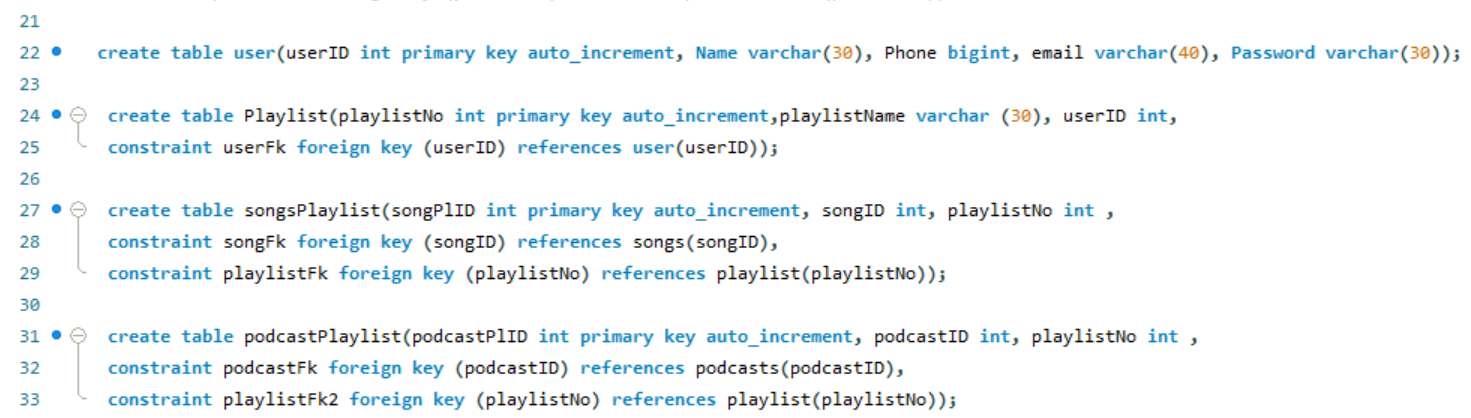 21
22 create table user(userID int primary key auto_increment, Name varchar(30), Phone bigint, email varchar(40), Password varchar(30));
23
24 create table Playlist(playlistNo int primary key auto_increment,playlistName varchar (30), userID int,
25 constraint userFk foreign key (userID) references user(userID));
26
27 create table songsPlaylist(songPlID int primary key auto_increment, songID int, playlistNo int ,
28 constraint songFk foreign key (songID) references songs(songID),
29 constraint playlistFk foreign key (playlistNo) references playlist(playlistNo));
30
31 create table podcastPlaylist(podcastPlID int primary key auto_increment, podcastID int, playlistNo int ,
32 constraint podcastFk foreign key (podcastID) references podcasts(podcastID),
33 constraint playlistFk2 foreign key (playlistNo) references playlist(playlistNo));